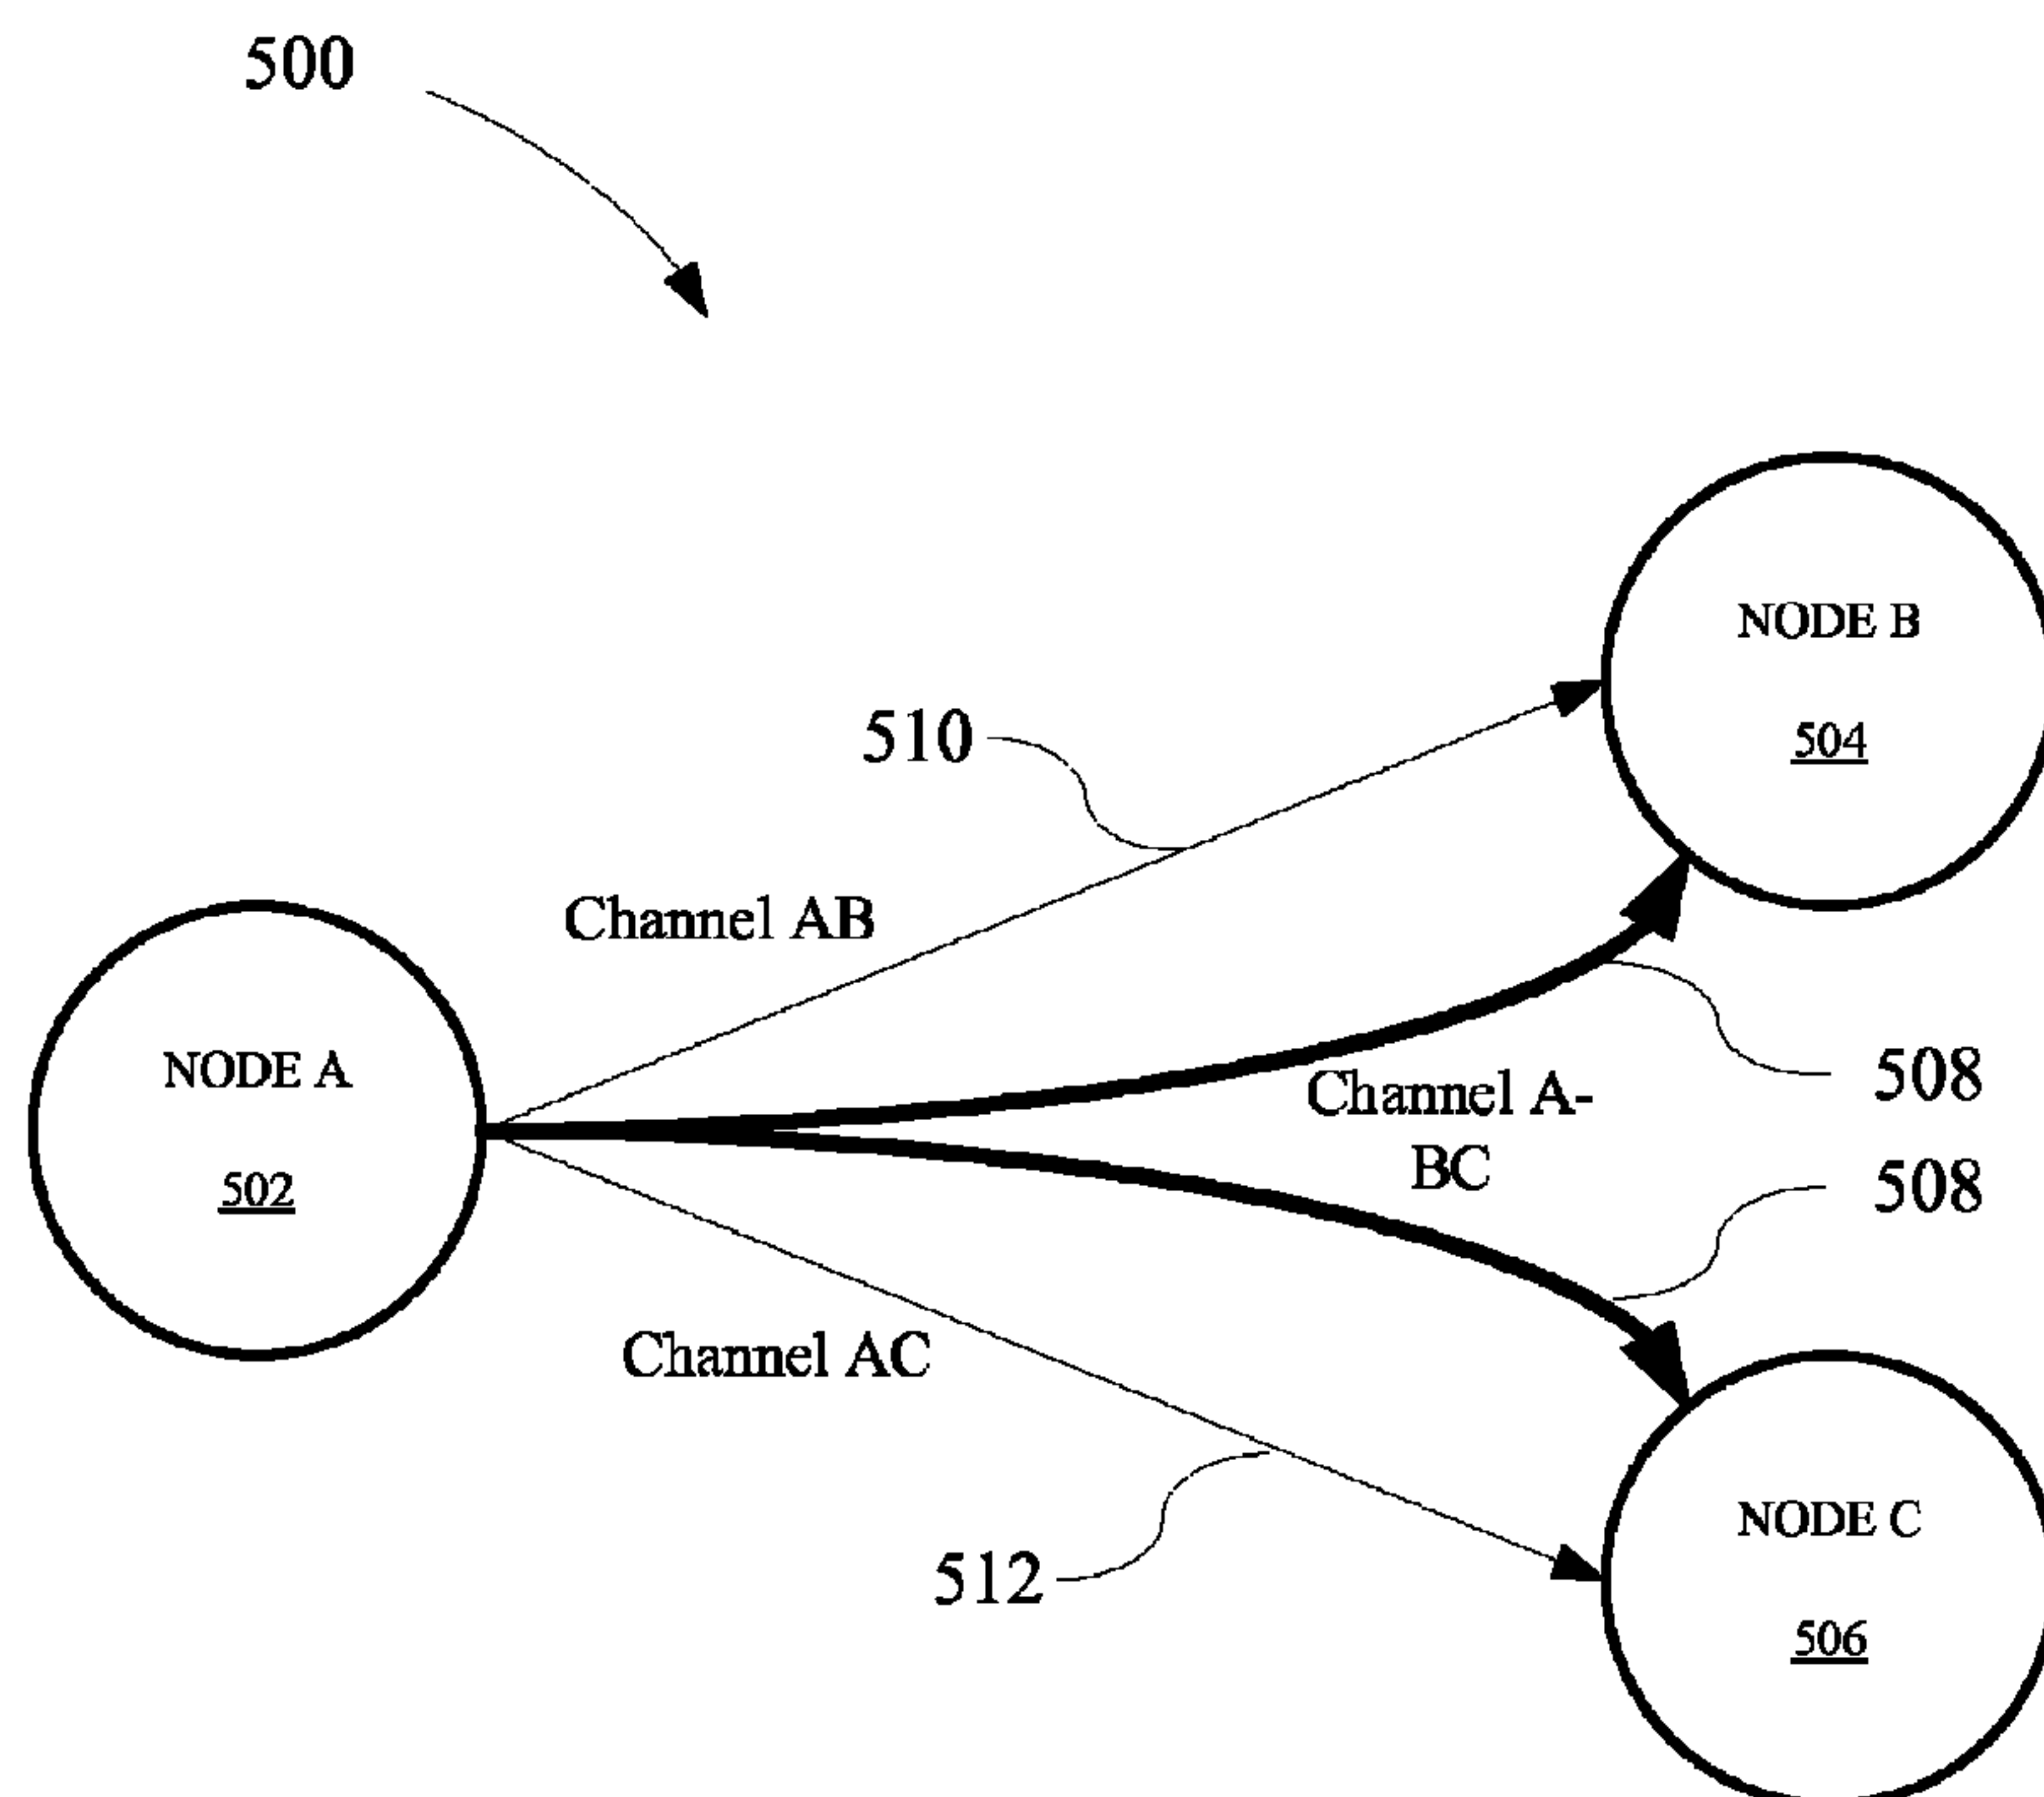 500
NODE B
504
510
Channel AB
NODE A
502
Channel A-
BC
508
508
Channel AC
512
NODE C
506